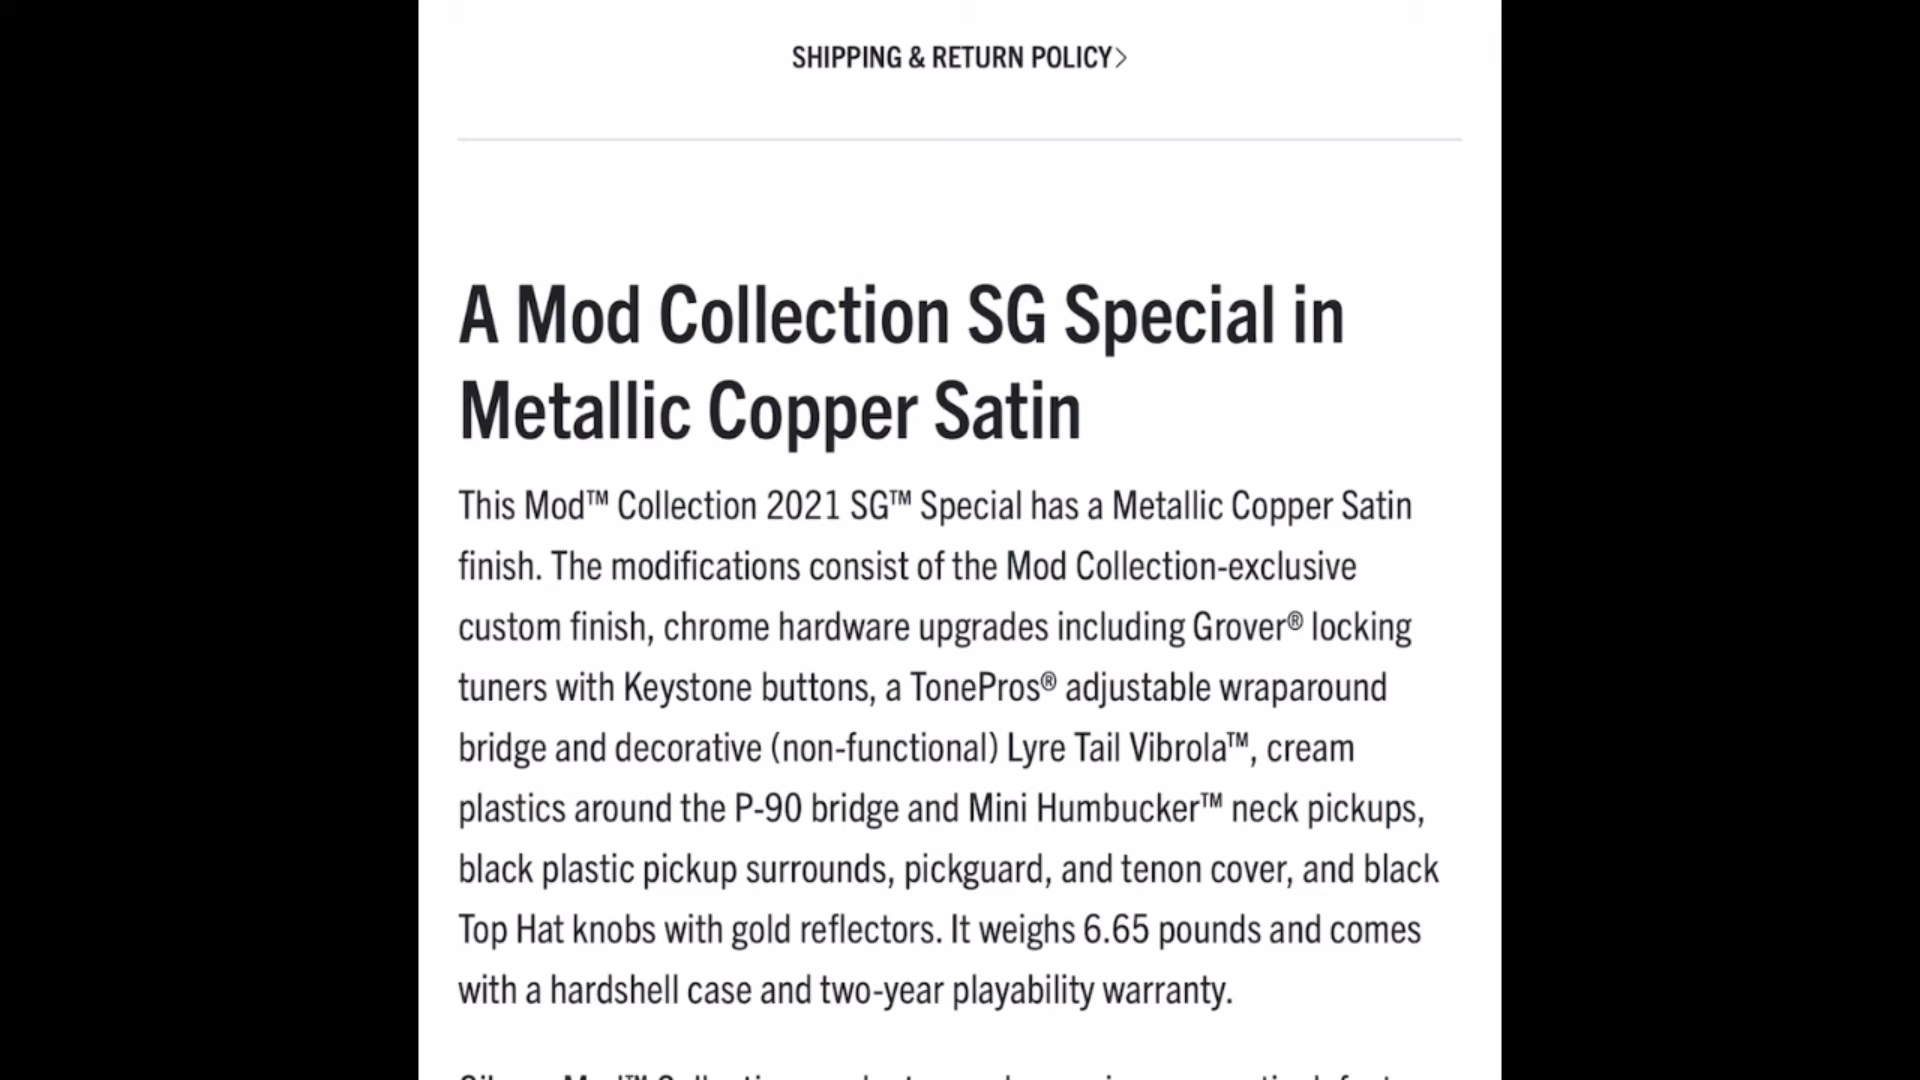 SHIPPING & RETURN POLICY>
A Mod Collection SG Special in
Metallic Copper Satin
This Mod™ Collection 2021 SG™ Special has a Metallic Copper Satin
finish. The modifications consist of the Mod Collection-exclusive
custom finish, chrome hardware upgrades including Grover® locking
tuners with Keystone buttons, a TonePros® adjustable wraparound
bridge and decorative (non-functional) Lyre Tail Vibrola™, cream
plastics around the P-90 bridge and Mini Humbucker™ neck pickups,
black plastic pickup surrounds, pickguard, and tenon cover, and black
Top Hat knobs with gold reflectors. It weighs 6.65 pounds and comes
with a hardshell case and two-year playability warranty.